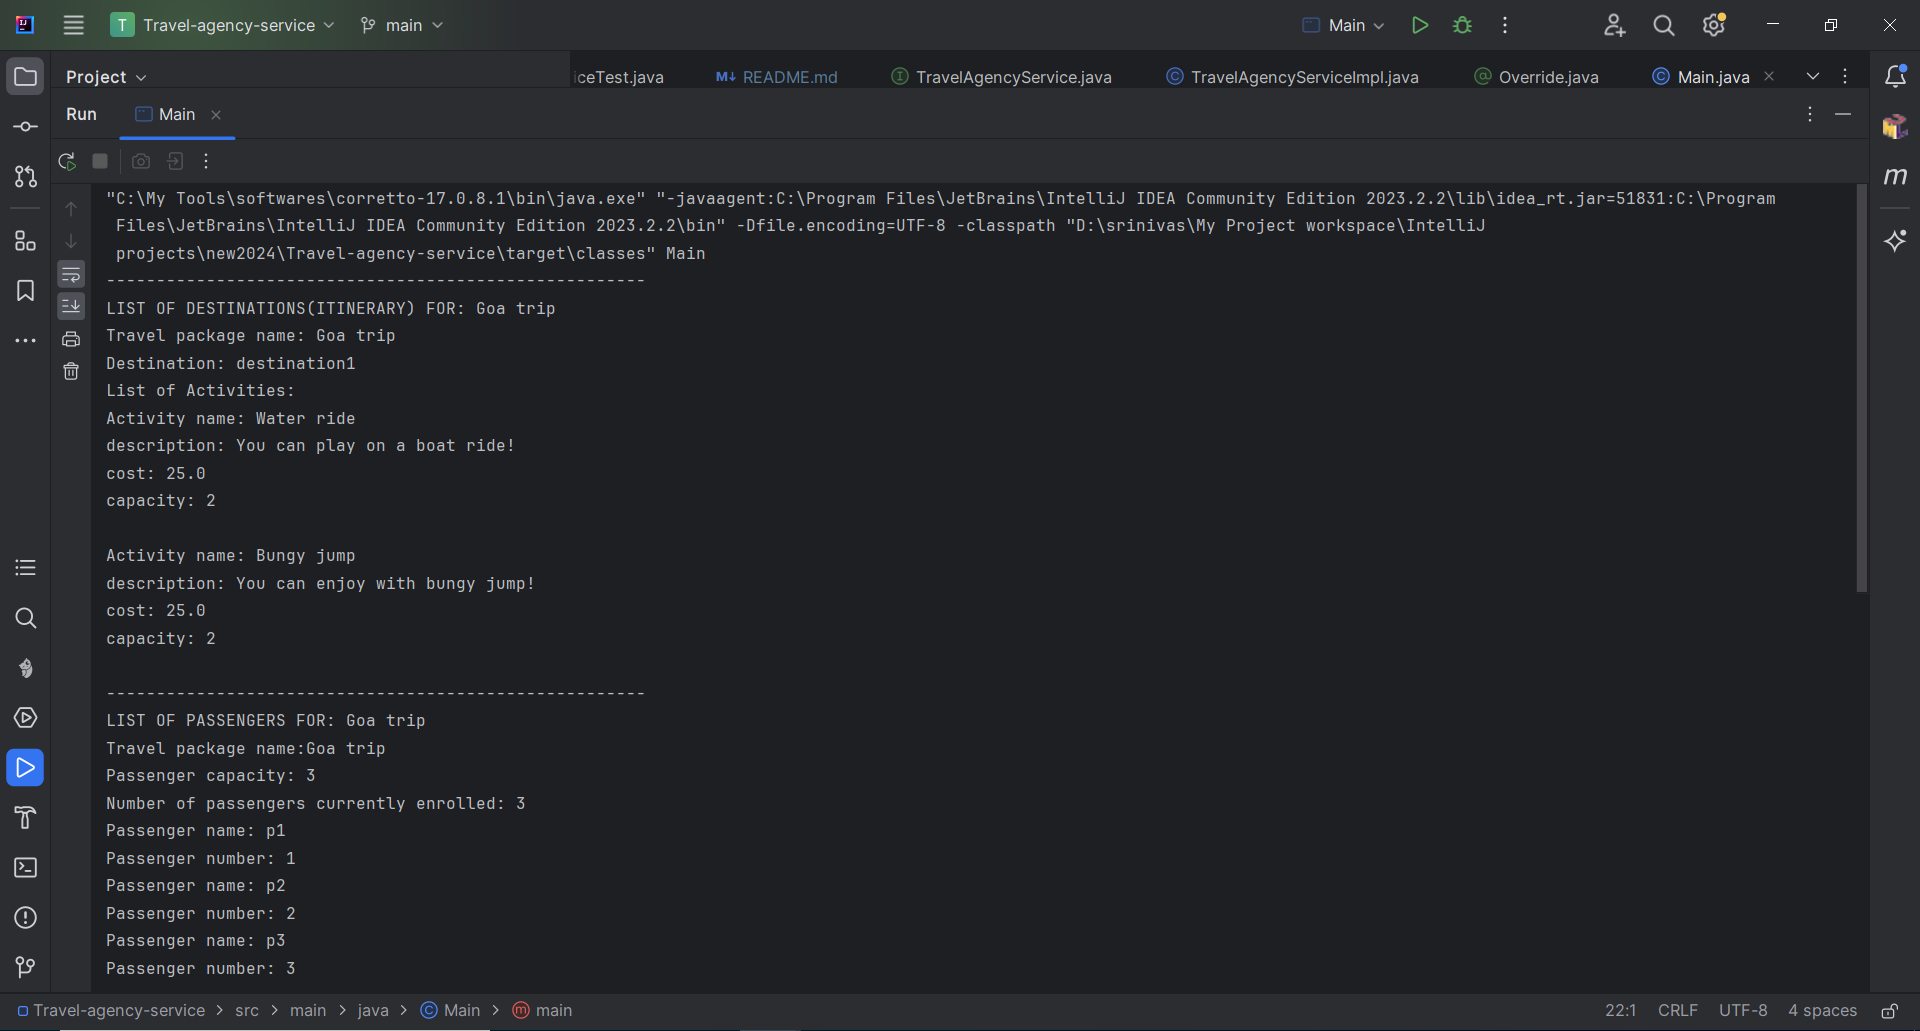 T Travel-agency-service main Main
Project
iceTest.java README.md TravelAgencyService.java TravelAgencyServiceImpl.java Override.java Main.java
Run Main
"C:\My Tools\softwares\corretto-17.0.8.1\bin\java.exe" "-javaagent:C:\Program Files\JetBrains\IntelliJ IDEA Community Edition 2023.2.2\lib\idea_rt.jar=51831:C:\Program
Files\JetBrains\IntelliJ IDEA Community Edition 2023.2.2\bin" -Dfile.encoding=UTF-8 -classpath "D:\srinivas\My Project workspace\IntelliJ
projects\new2024\Travel-agency-service\target\classes" Main
------------------------------------------------------
LIST OF DESTINATIONS(ITINERARY) FOR: Goa trip
Travel package name: Goa trip
Destination: destination1
List of Activities:
Activity name: Water ride
description: You can play on a boat ride!
cost: 25.0
capacity: 2
Activity name: Bungy jump
description: You can enjoy with bungy jump!
cost: 25.0
capacity: 2
------------------------------------------------------
LIST OF PASSENGERS FOR: Goa trip
Travel package name:Goa trip
Passenger capacity: 3
Number of passengers currently enrolled: 3
Passenger name: p1
Passenger number: 1
Passenger name: p2
Passenger number: 2
Passenger name: p3
Passenger number: 3
Travel-agency-service > src > main > java > Main > main 22:1 CRLF UTF-8 4 spaces